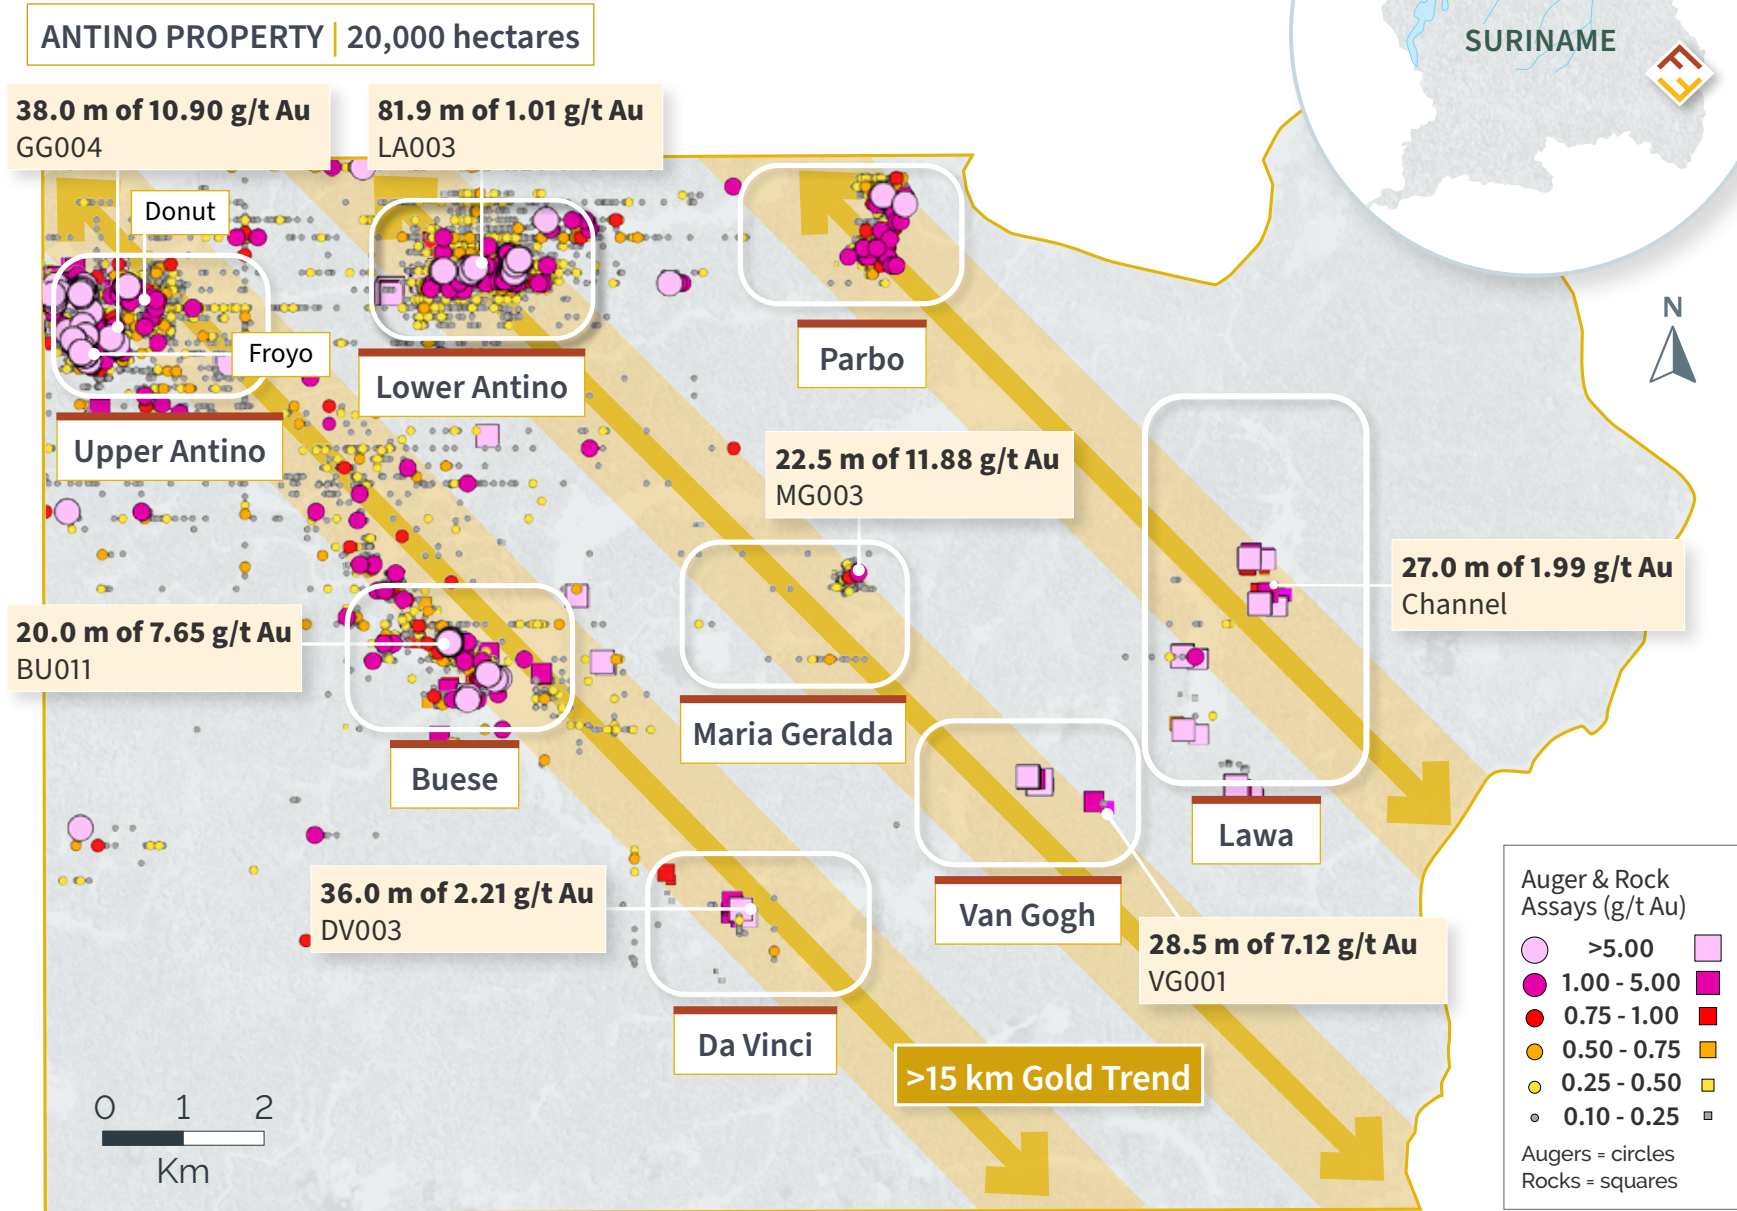 ANTINO PROPERTY | 20,000 hectares
SURINAME
38.0 m of 10.90 g/t Au
GG004
81.9 m of 1.01 g/t Au
LA003
Donut
Froyo
Upper Antino
Lower Antino
Parbo
N
22.5 m of 11.88 g/t Au
MG003
27.0 m of 1.99 g/t Au
Channel
20.0 m of 7.65 g/t Au
BU011
Maria Geralda
Buese
Lawa
36.0 m of 2.21 g/t Au
DV003
Van Gogh
28.5 m of 7.12 g/t Au
VG001
Da Vinci
>15 km Gold Trend
0 1 2
Km
Auger & Rock
Assays (g/t Au)
>5.00
1.00 - 5.00
0.75 - 1.00
0.50 - 0.75
0.25 - 0.50
0.10 - 0.25
Augers = circles
Rocks = squares